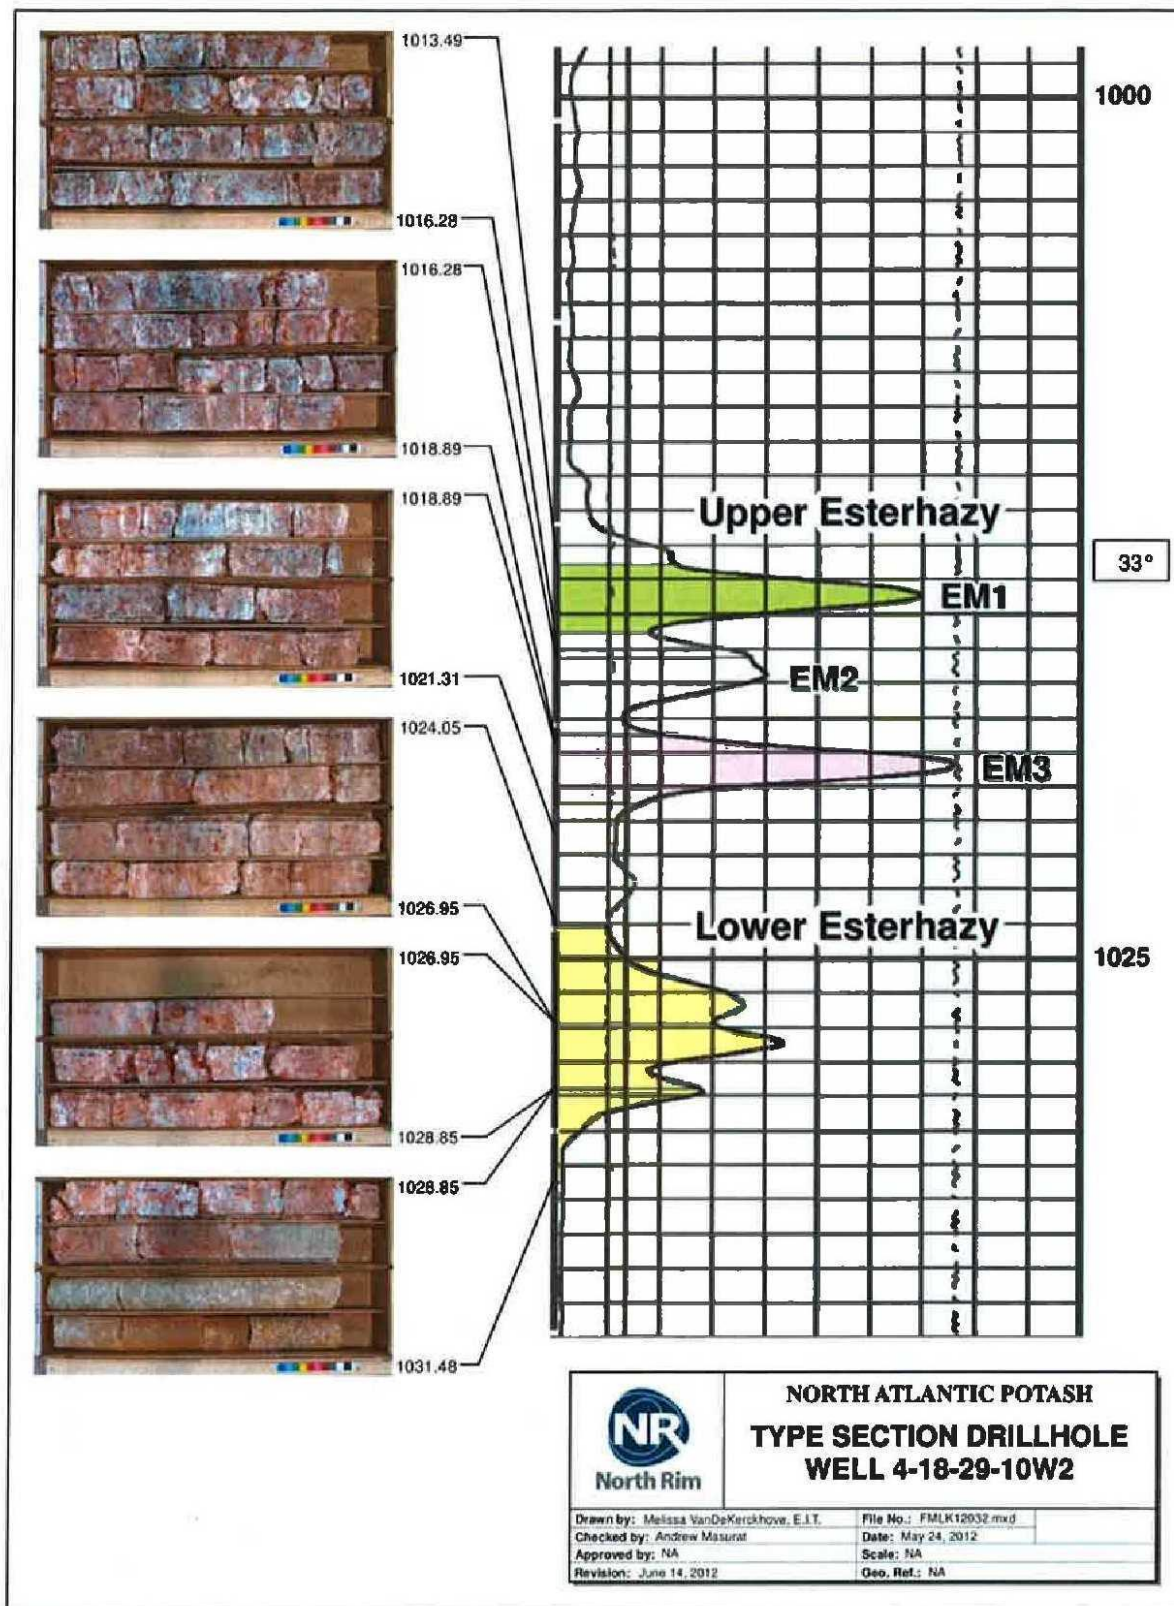 1013.49
1000
1016.28
1016.28
1018.89
1018.89
Upper Esterhazy
33°
EM1
EM2
1021.31
1024.05
EM3
1026.95
1026.95
Lower Esterhazy
1025
1028.85
1028.85
1031.48
NR
North Rim
NORTH ATLANTIC POTASH
TYPE SECTION DRILLHOLE
WELL 4-18-29-10W2
Drawn by: Melissa VanDeKerckhove, E.I.T.
File No.: FMLK12032.mxd
Checked by: Andrew Masurat
Date: May 24, 2012
Approved by: NA
Scale: NA
Revision: June 14, 2012
Geo. Ref.: NA